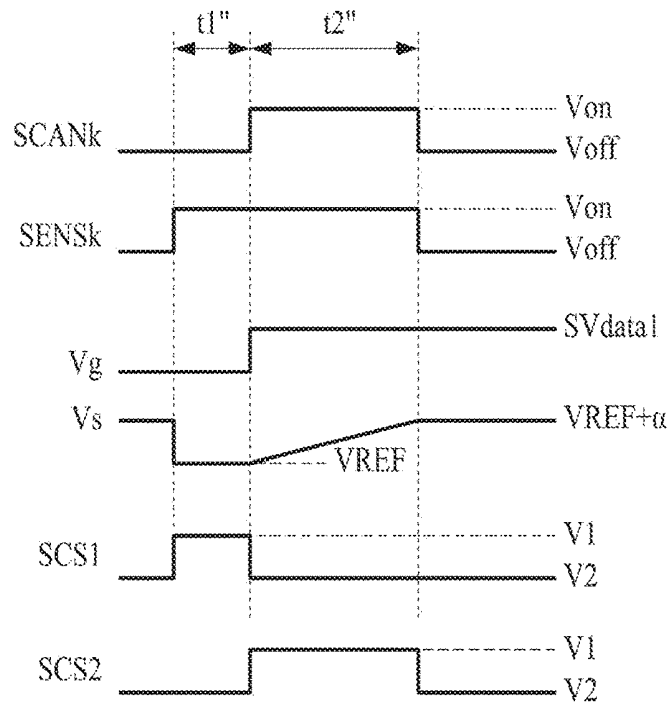 t1" t2"
SCANk Von
Voff
SENSk Von
Voff
Vg SVdata1
Vs VREF+α
VREF
SCS1 V1
V2
SCS2 V1
V2